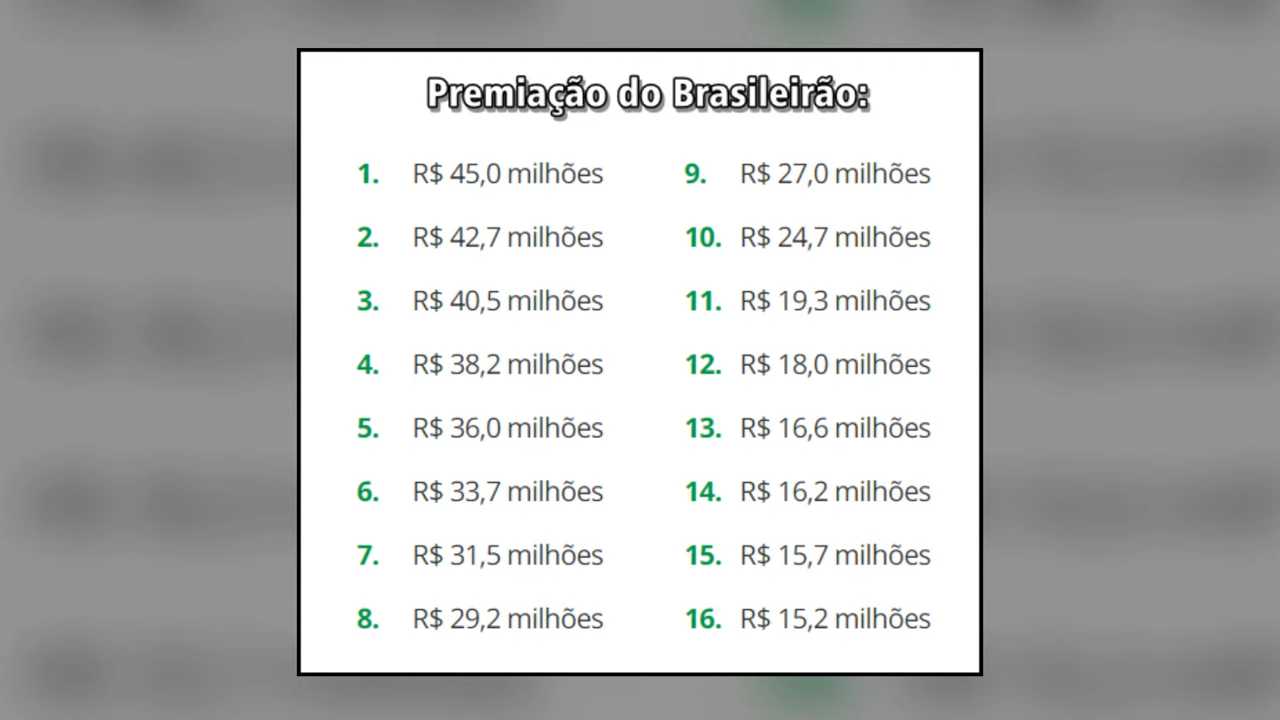 Premiação do Brasileirão:
1. R$ 45,0 milhões
2. R$ 42,7 milhões
3. R$ 40,5 milhões
4. R$ 38,2 milhões
5. R$ 36,0 milhões
6. R$ 33,7 milhões
7. R$ 31,5 milhões
8. R$ 29,2 milhões
9. R$ 27,0 milhões
10. R$ 24,7 milhões
11. R$ 19,3 milhões
12. R$ 18,0 milhões
13. R$ 16,6 milhões
14. R$ 16,2 milhões
15. R$ 15,7 milhões
16. R$ 15,2 milhões